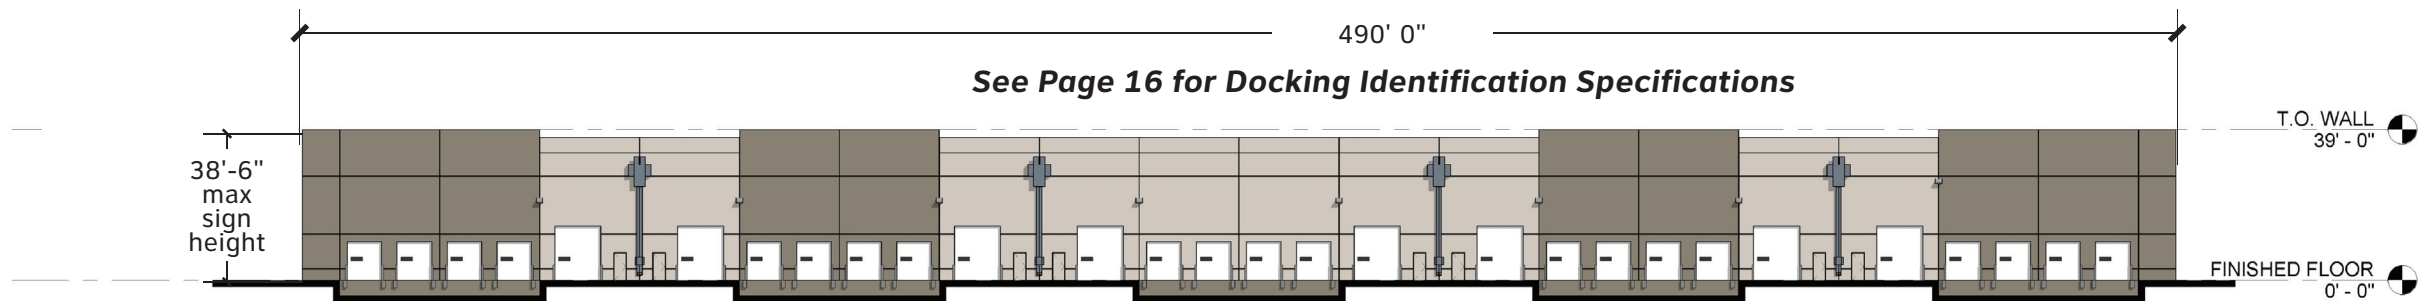 490' 0"
See Page 16 for Docking Identification Specifications
T.O. WALL
39' - 0"
38'-6"
max
sign
height
FINISHED FLOOR
0' - 0"